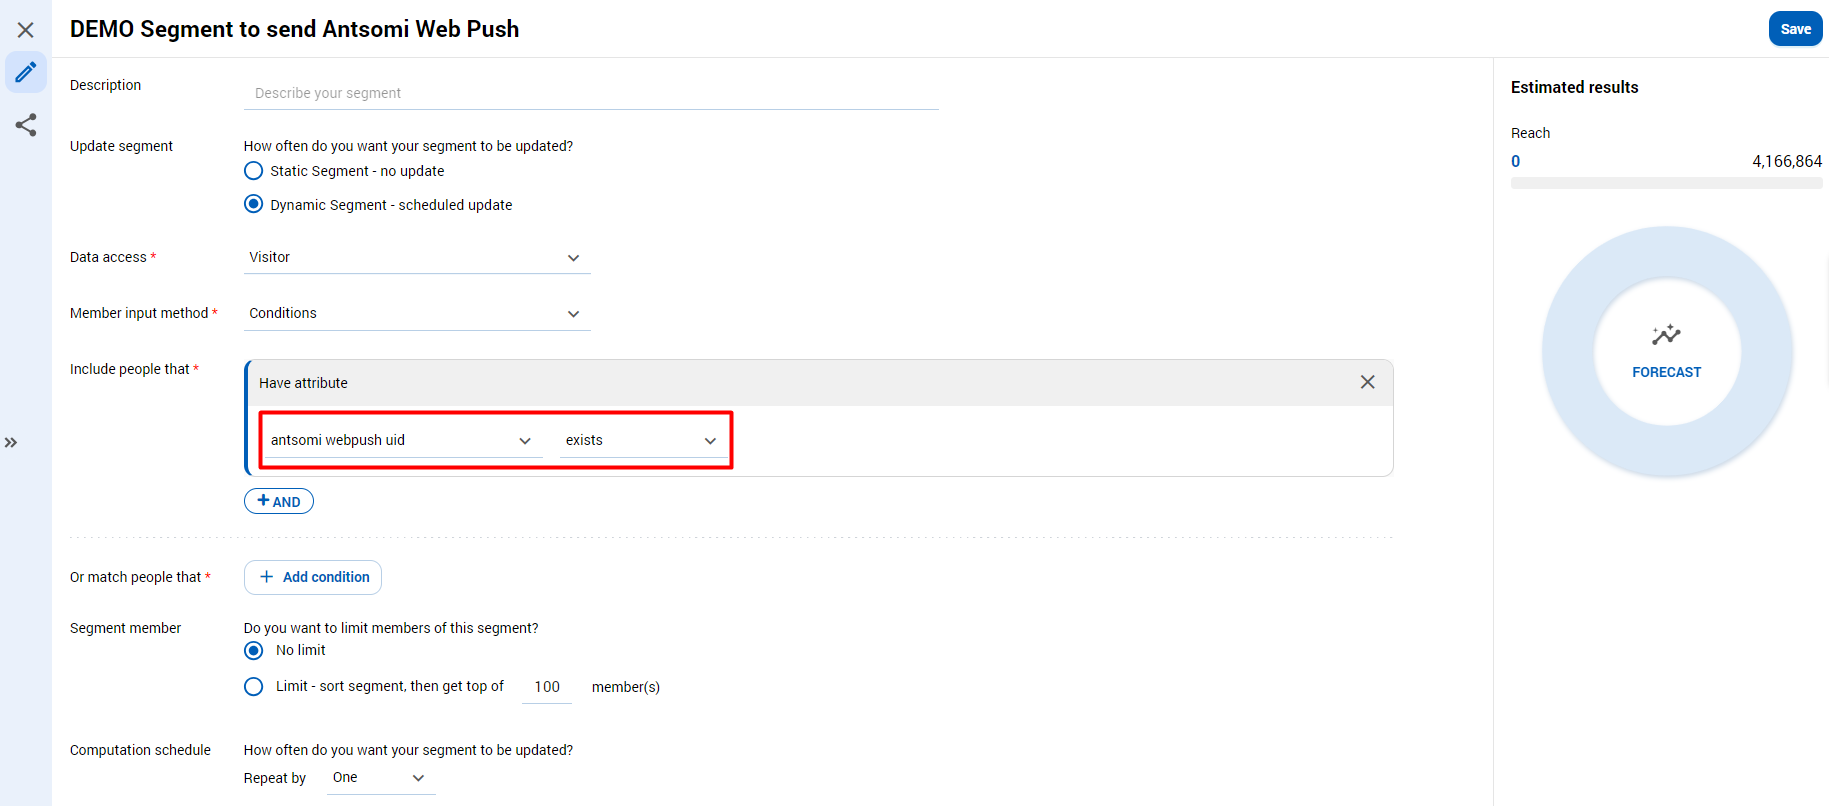 DEMO Segment to send Antsomi Web Push
Save
Description
Describe your segment
Update segment
How often do you want your segment to be updated?
Static Segment - no update
Dynamic Segment - scheduled update
Data access *
Visitor
Member input method *
Conditions
Include people that *
Have attribute
antsomi webpush uid
exists
+ AND
Or match people that *
+ Add condition
Segment member
Do you want to limit members of this segment?
No limit
Limit - sort segment, then get top of 100 member(s)
Computation schedule
How often do you want your segment to be updated?
Repeat by One
Estimated results
Reach
0 4,166,864
FORECAST